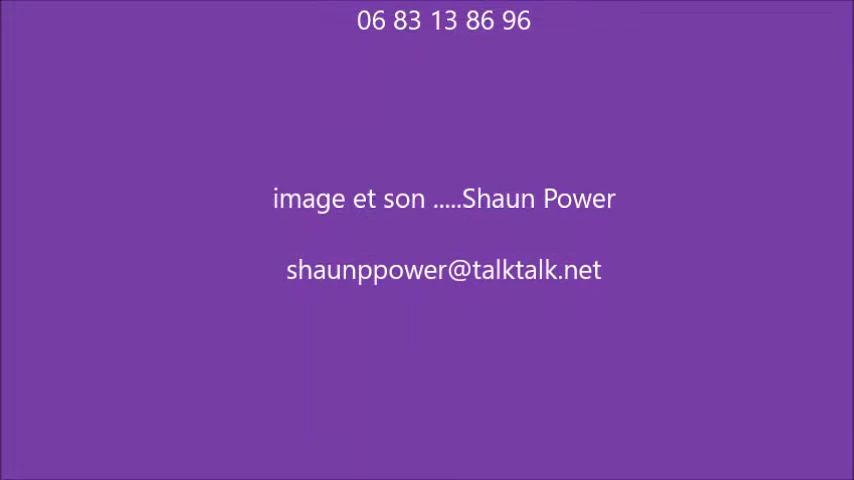 06 83 13 86 96
image et son .....Shaun Power
shaunppower@talktalk.net